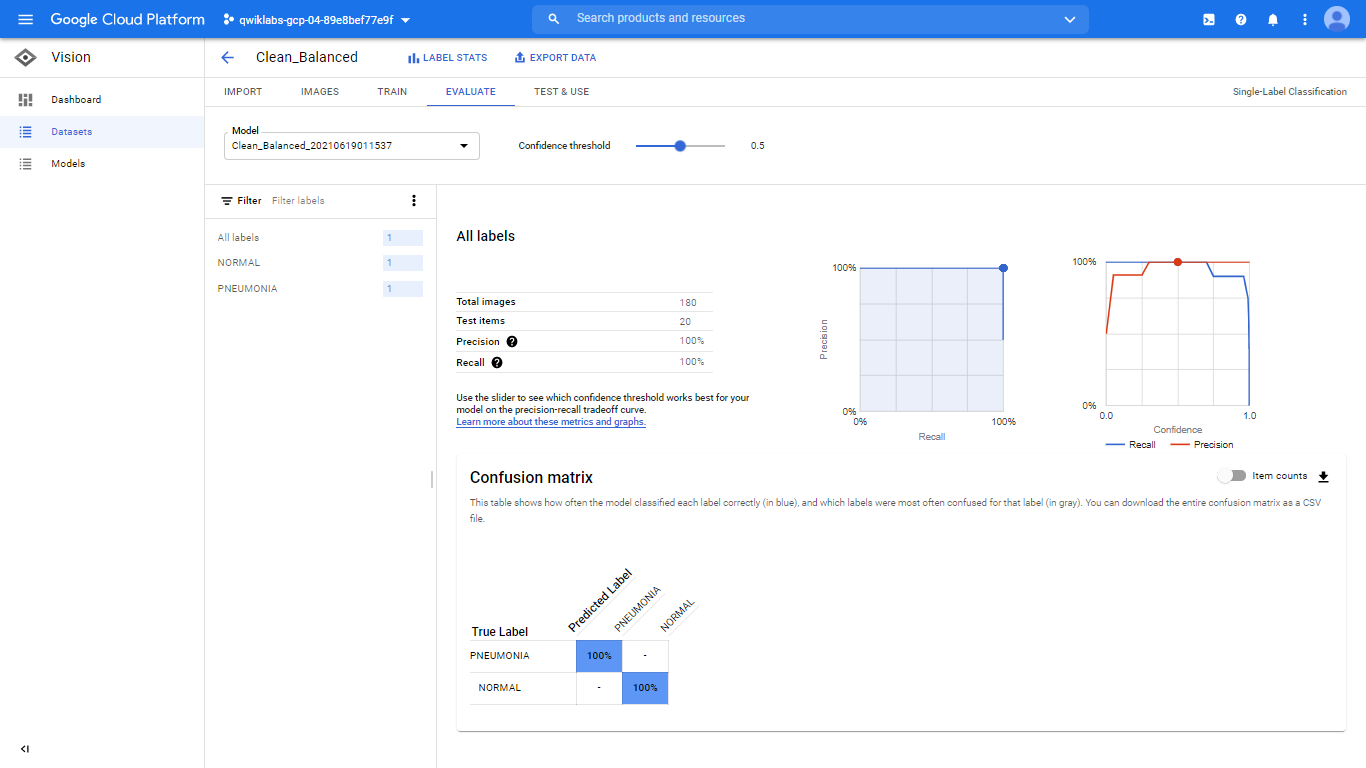 Google Cloud Platform
qwiklabs-gcp-04-89e8bef77e9f
Search products and resources
Vision
Clean_Balanced
LABEL STATS
EXPORT DATA
Dashboard
Datasets
Models
IMPORT
IMAGES
TRAIN
EVALUATE
TEST & USE
Single-Label Classification
Model
Clean_Balanced_20210619011537
Confidence threshold
0.5
Filter
Filter labels
All labels
1
NORMAL
1
PNEUMONIA
1
All labels
Total images
180
Test items
20
Precision
100%
Recall
100%
Use the slider to see which confidence threshold works best for your
model on the precision-recall tradeoff curve.
Learn more about these metrics and graphs.
100%
Precision
0%
0%
100%
Recall
100%
0%
0.0
1.0
Confidence
Recall
Precision
Confusion matrix
Item counts
This table shows how often the model classified each label correctly (in blue), and which labels were most often confused for that label (in gray). You can download the entire confusion matrix as a CSV
file.
True Label
Predicted Label
PNEUMONIA
NORMAL
PNEUMONIA
100%
-
NORMAL
-
100%